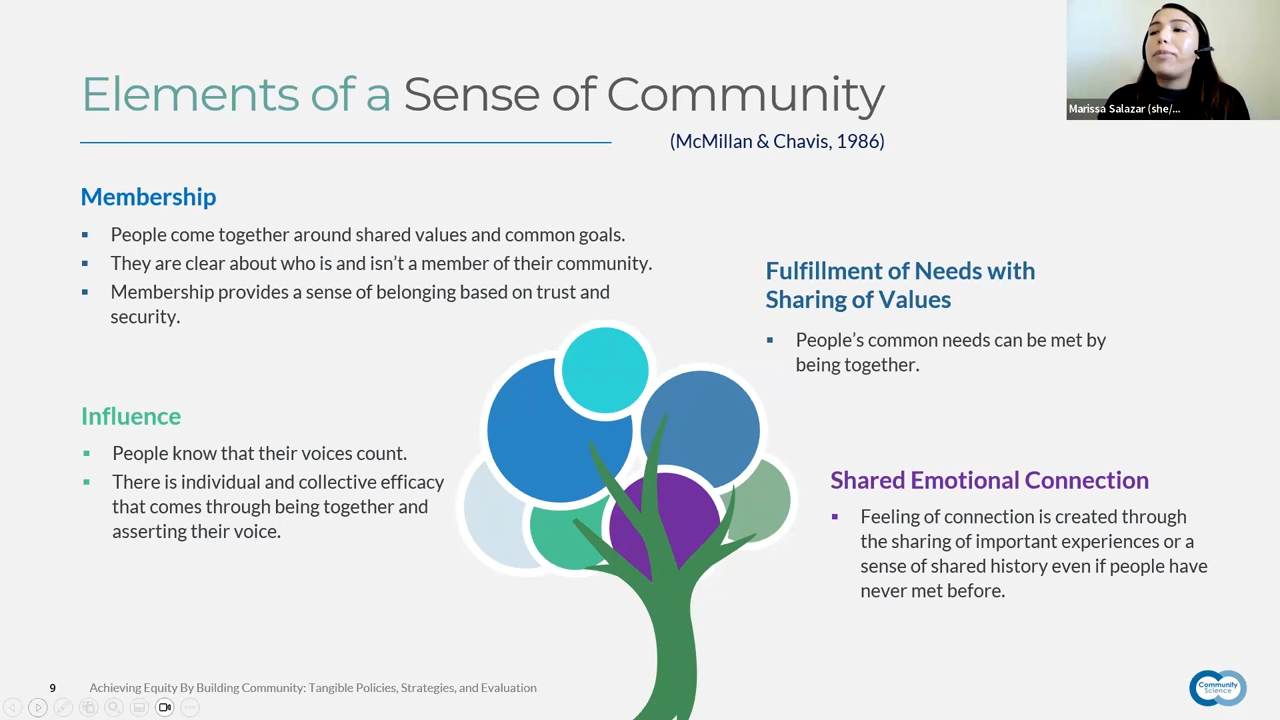 Elements of a Sense of Community
(McMillan & Chavis, 1986)
Membership
▪ People come together around shared values and common goals.
▪ They are clear about who is and isn't a member of their community.
▪ Membership provides a sense of belonging based on trust and
security.
Influence
▪ People know that their voices count.
▪ There is individual and collective efficacy
that comes through being together and
asserting their voice.
Fulfillment of Needs with
Sharing of Values
▪ People's common needs can be met by
being together.
Shared Emotional Connection
▪ Feeling of connection is created through
the sharing of important experiences or a
sense of shared history even if people have
never met before.
Marissa Salazar (she/...
9
Achieving Equity By Building Community: Tangible Policies, Strategies, and Evaluation
Community
Science